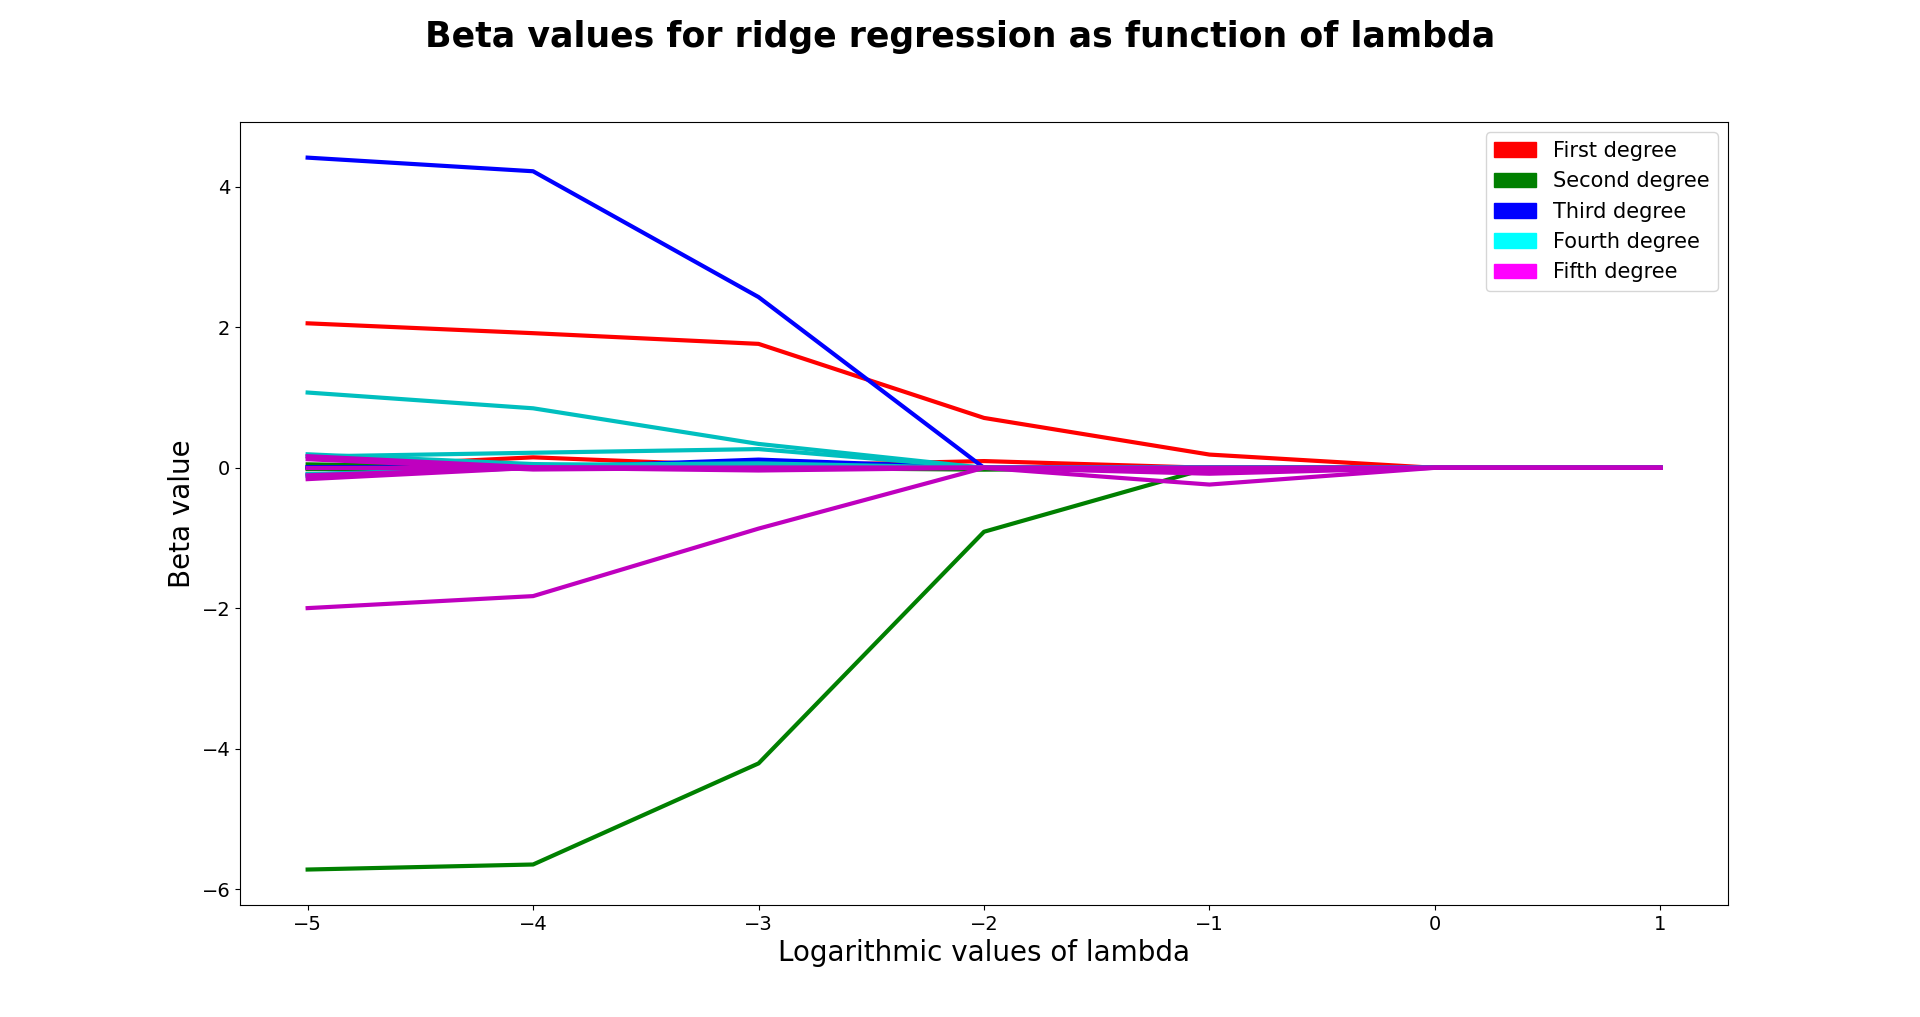 Beta values for ridge regression as function of lambda
First degree
Second degree
Third degree
Fourth degree
Fifth degree
4
2
0
−2
−4
−6
Beta value
−5
−4
−3
−2
−1
0
1
Logarithmic values of lambda